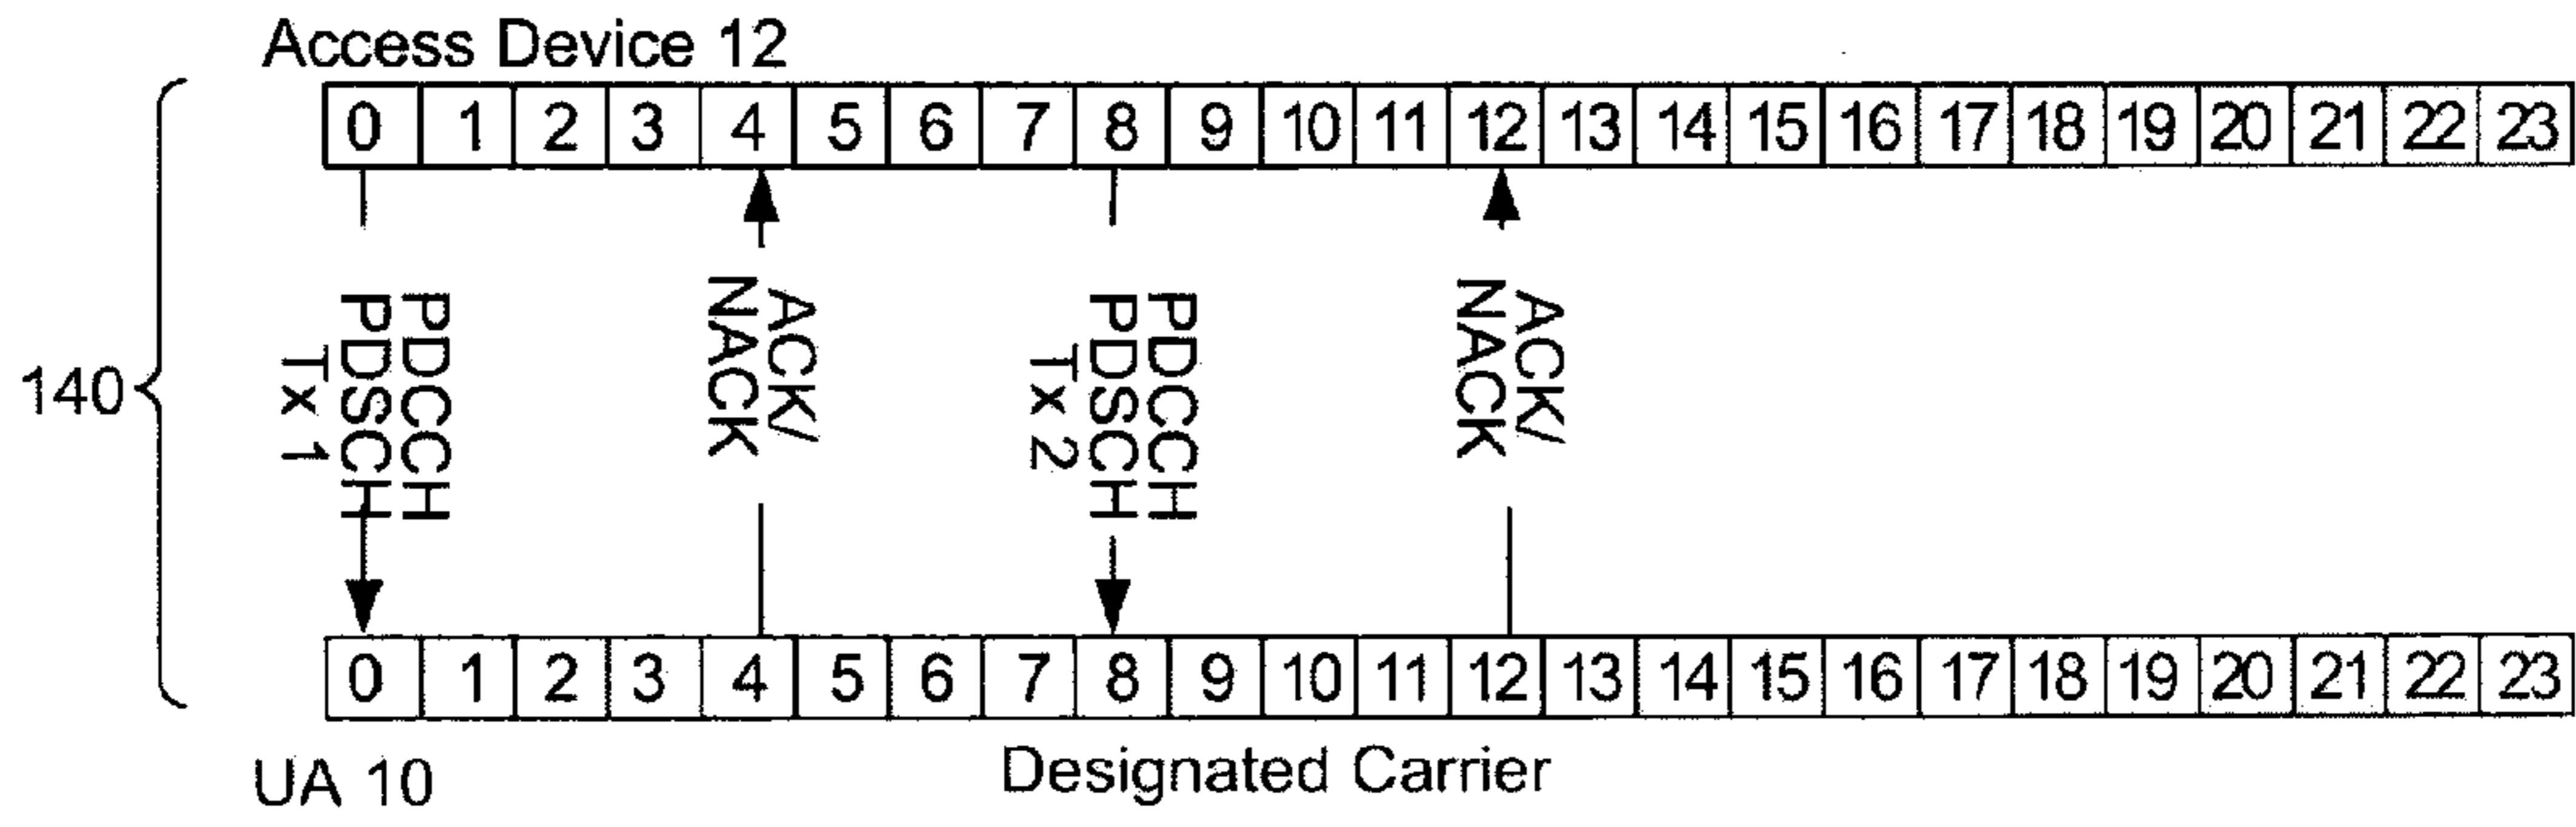 Access Device 12
0 1 2 3 4 5 6 7 8 9 10 11 12 13 14 15 16 17 18 19 20 21 22 23
PDCCH
PDSCH
Tx 1
ACK/
NACK
PDCCH
PDSCH
Tx 2
ACK/
NACK
140
0 1 2 3 4 5 6 7 8 9 10 11 12 13 14 15 16 17 18 19 20 21 22 23
UA 10
Designated Carrier